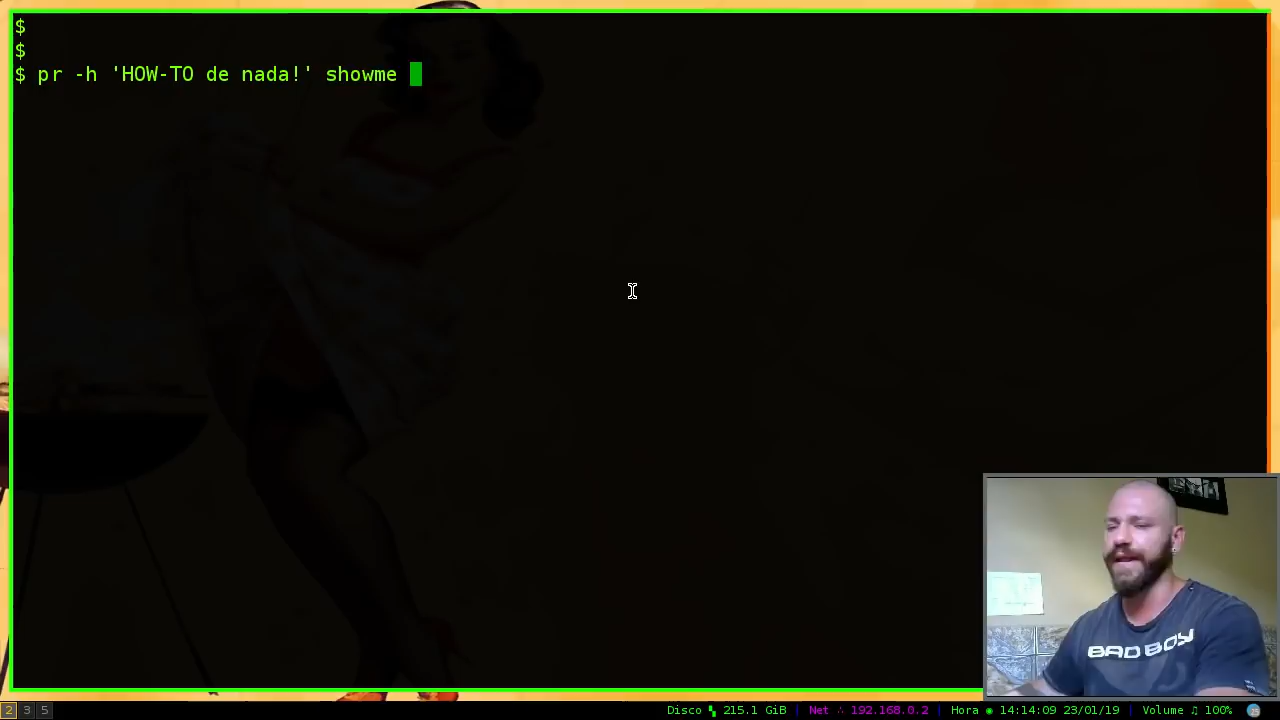 $
$
$ pr -h 'HOW-TO de nada!' showme
BAD BOY
2 3 5 Disco 215.1 GiB | Net ∴ 192.168.0.2 | Hora ◉ 14:14:09 23/01/19 | Volume ♫ 100%